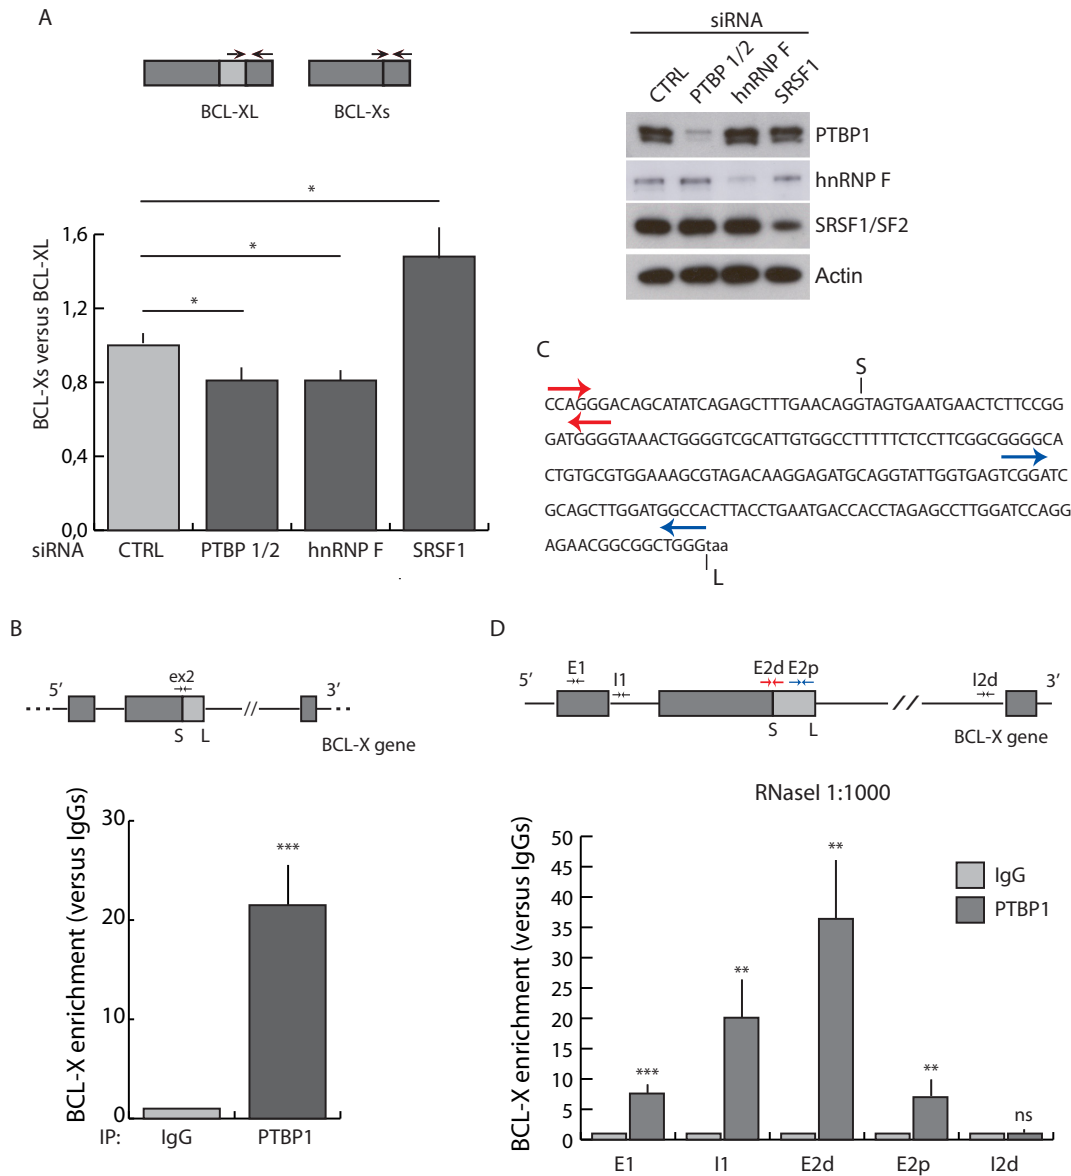 A
BCL-XL
BCL-Xs
BCL-Xs versus BCL-XL
1,6
1,2
0,8
0,4
0,0
*
*
*
siRNA
CTRL
PTBP 1/2
hnRNP F
SRSF1
siRNA
CTRL
PTBP 1/2
hnRNP F
SRSF1
PTBP1
hnRNP F
SRSF1/SF2
Actin
C
S
CCAGGGACAGCATATCAGAGCTTTGAACAGGTAGTGAATGAACTCTTCCGG
GATGGGGTAAACTGGGGTCGCATTGTGGCCTTTTTCTCCTTCGGCGGGGCA
CTGTGCGTGGAAAGCGTAGACAAGGAGATGCAGGTATTGGTGAGTCGGATC
GCAGCTTGGATGGCCACTTACCTGAATGACCACCTAGAGCCTTGGATCCAGG
AGAACGGCGGCTGGGtaa
L
B
5’
ex2
3’
S
L
BCL-X gene
BCL-X enrichment (versus IgGs)
30
20
10
0
***
IP:
IgG
PTBP1
D
5’
E1
I1
E2d
E2p
I2d
3’
S
L
BCL-X gene
RNaseI 1:1000
BCL-X enrichment (versus IgGs)
50
45
40
35
30
25
20
15
10
5
0
***
**
**
**
ns
IgG
PTBP1
E1
I1
E2d
E2p
I2d